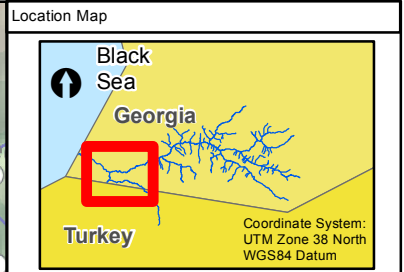 Location Map
Black
Sea
Georgia
Turkey
Coordinate System:
UTM Zone 38 North
WGS84 Datum